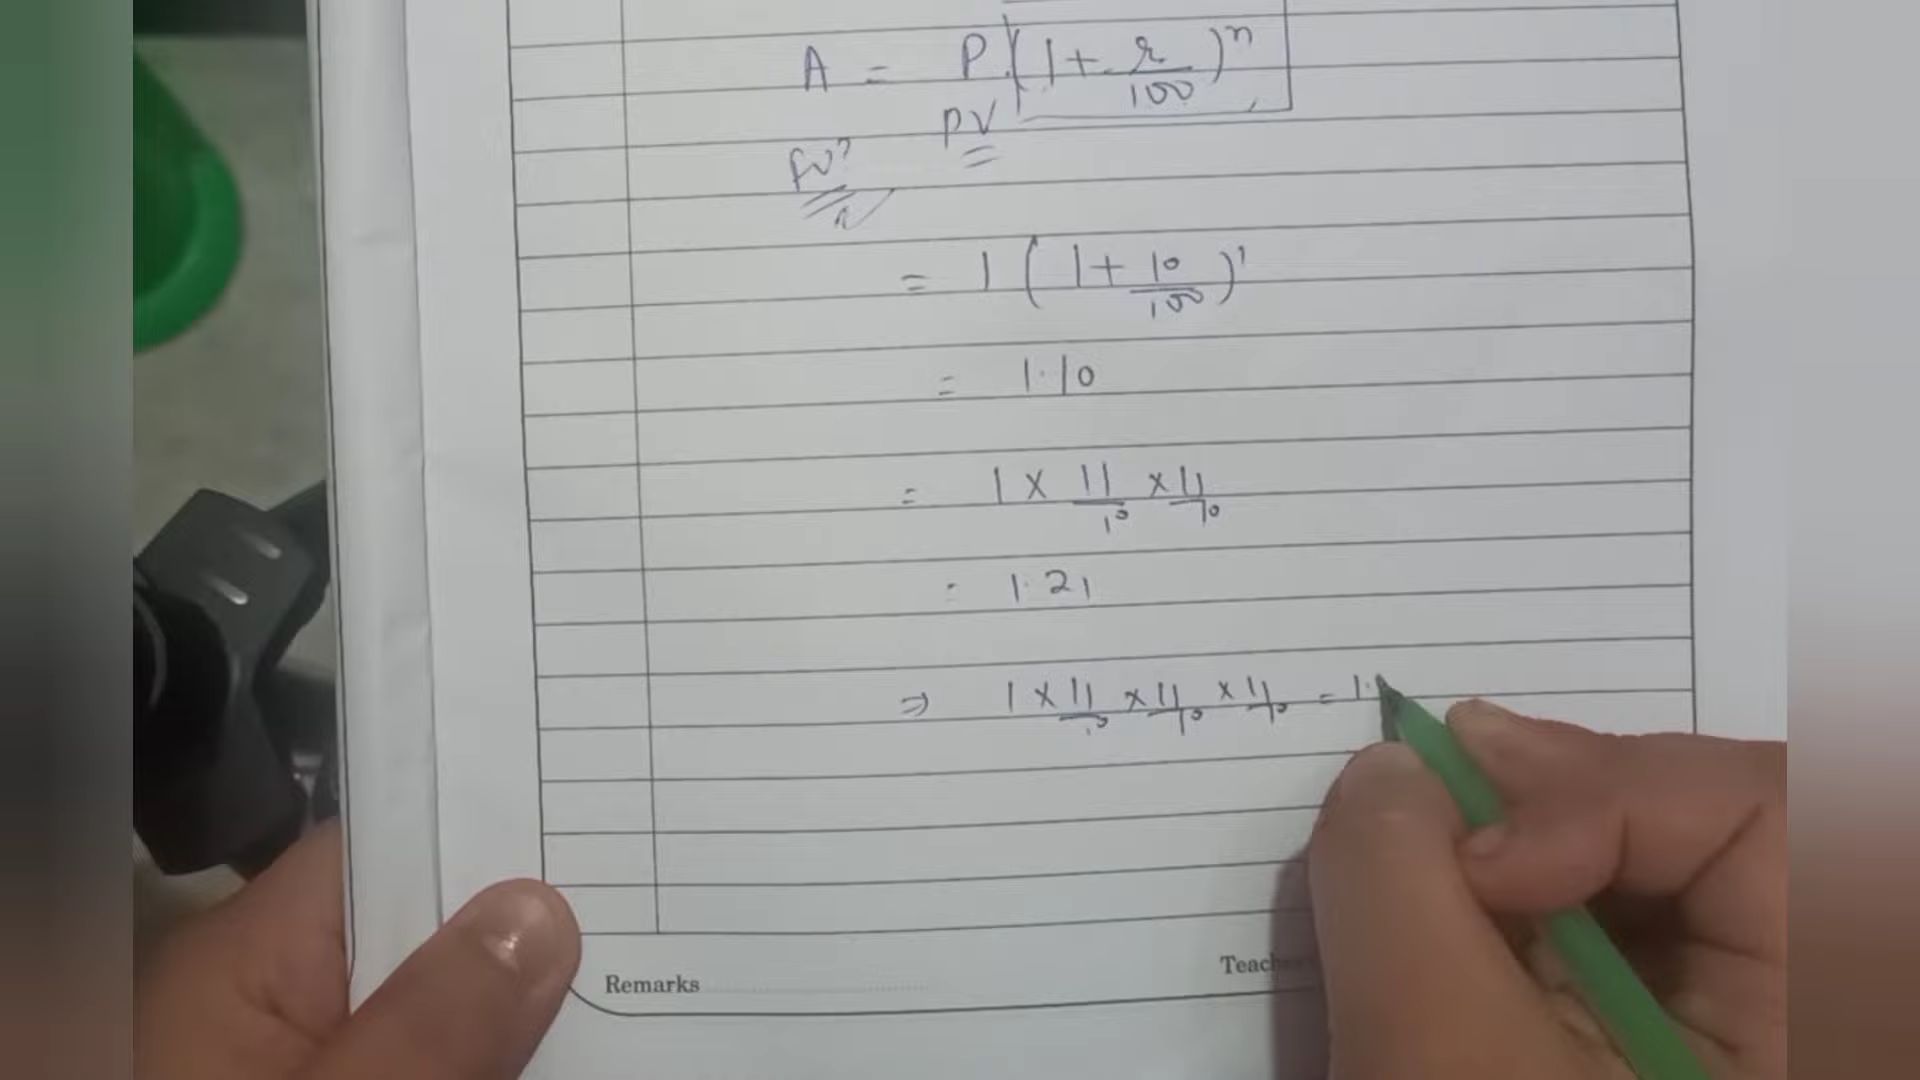 A = P (1 + r/100)^n
PV
FV?
= 1 (1 + 10/100)^1
= 1.10
= 1 × 11/10 × 11/10
= 1.21
⇒ 1 × 11/10 × 11/10 × 11/10 = 1.
Remarks
Teach